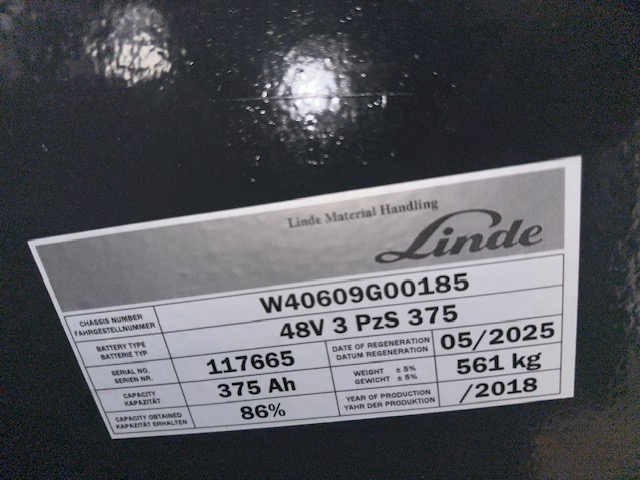 Linde Material Handling
Linde
CHASSIS NUMBER
FAHRGESTELLNUMMER
W40609G00185
BATTERY TYPE
BATTERIE TYP
48V 3 PzS 375
SERIAL NO.
SERIEN NR.
117665
DATE OF REGENERATION
DATUM REGENERATION
05/2025
CAPACITY
KAPAZITÄT
375 Ah
WEIGHT ± 5%
GEWICHT ± 5%
561 kg
CAPACITY OBTAINED
KAPAZITÄT ERHALTEN
86%
YEAR OF PRODUCTION
YAHR DER PRODUKTION
/2018